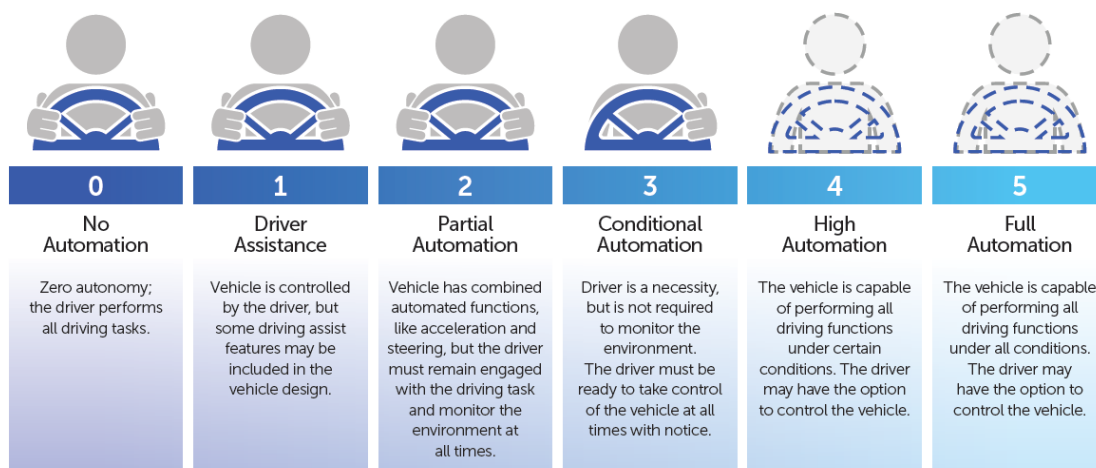 0
No
Automation
Zero autonomy;
the driver performs
all driving tasks.
1
Driver
Assistance
Vehicle is controlled
by the driver, but
some driving assist
features may be
included in the
vehicle design.
2
Partial
Automation
Vehicle has combined
automated functions,
like acceleration and
steering, but the driver
must remain engaged
with the driving task
and monitor the
environment at
all times.
3
Conditional
Automation
Driver is a necessity,
but is not required
to monitor the
environment.
The driver must be
ready to take control
of the vehicle at all
times with notice.
4
High
Automation
The vehicle is capable
of performing all
driving functions
under certain
conditions. The driver
may have the option
to control the vehicle.
5
Full
Automation
The vehicle is capable
of performing all
driving functions
under all conditions.
The driver may
have the option to
control the vehicle.